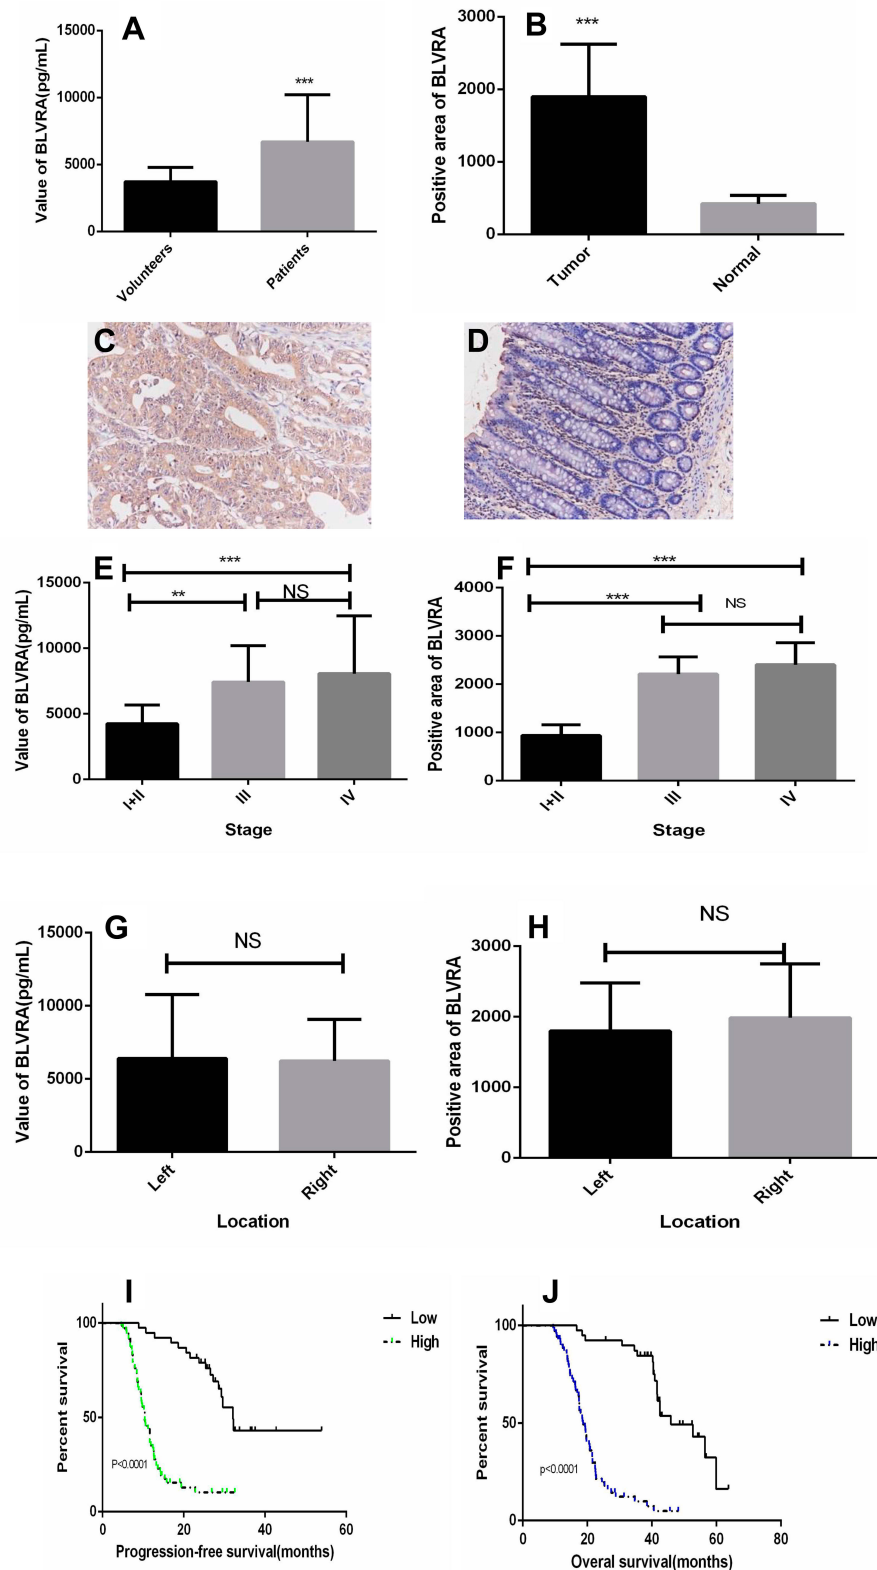 A
Value of BLVRA(pg/mL)
15000
10000
5000
0
***
Volunteers
Patients
B
Positive area of BLVRA
3000
2000
1000
0
***
Tumor
Normal
C
D
E
Value of BLVRA(pg/mL)
15000
10000
5000
0
***
**
NS
I+II
III
IV
Stage
F
Positive area of BLVRA
4000
3000
2000
1000
0
***
***
NS
I+II
III
IV
Stage
G
Value of BLVRA(pg/mL)
15000
10000
5000
0
NS
Left
Right
Location
H
Positive area of BLVRA
3000
2000
1000
0
NS
Left
Right
Location
I
Percent survival
100
50
0
P<0.0001
Low
High
0 20 40 60
Progression-free survival(months)
J
Percent survival
100
50
0
p<0.0001
Low
High
0 20 40 60 80
Overal survival(months)